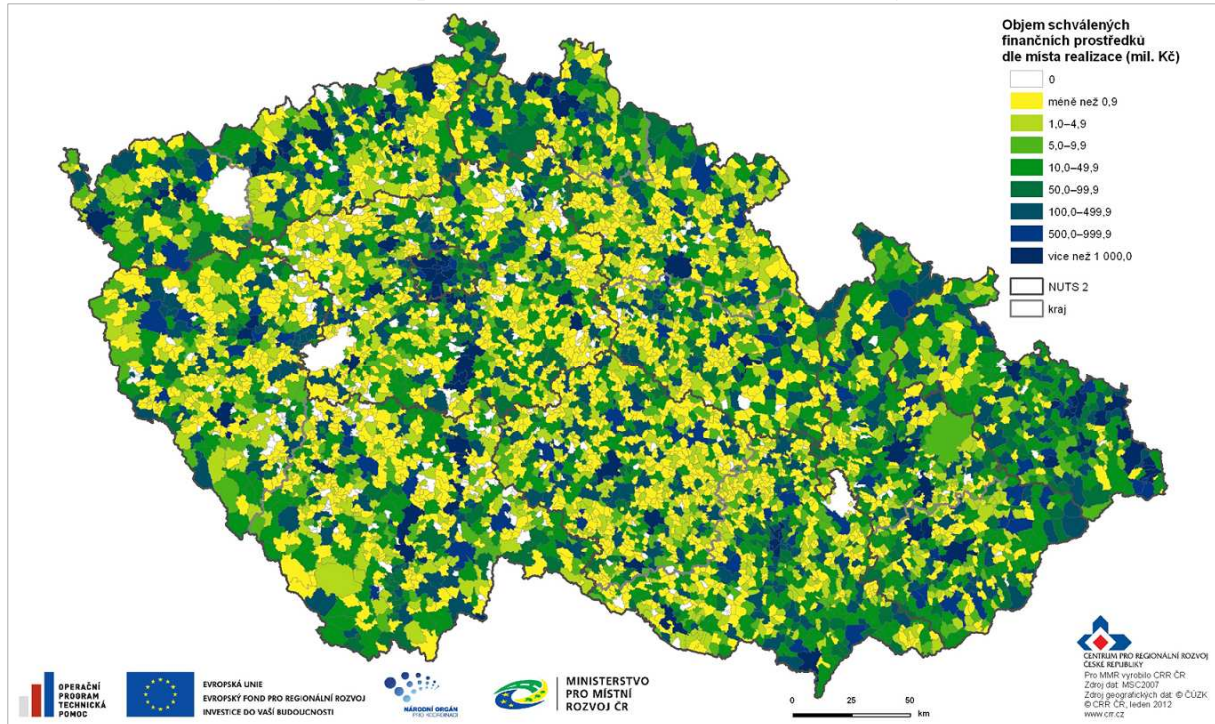 Objem schválených
finančních prostředků
dle místa realizace (mil. Kč)
0
méně než 0,9
1,0–4,9
5,0–9,9
10,0–49,9
50,0–99,9
100,0–499,9
500,0–999,9
více než 1 000,0
NUTS 2
kraj
OPERAČNÍ
PROGRAM
TECHNICKÁ
POMOC
EVROPSKÁ UNIE
EVROPSKÝ FOND PRO REGIONÁLNÍ ROZVOJ
INVESTICE DO VAŠÍ BUDOUCNOSTI
NÁRODNÍ ORGÁN
PRO KOORDINACI
MINISTERSTVO
PRO MÍSTNÍ
ROZVOJ ČR
0 25 50
km
CENTRUM PRO REGIONÁLNÍ ROZVOJ
ČESKÉ REPUBLIKY
Pro MMR vyrobilo CRR ČR
Zdroj dat: MSC2007
Zdroj geografických dat: © ČÚZK
© CRR ČR, leden 2012
www.crr.cz